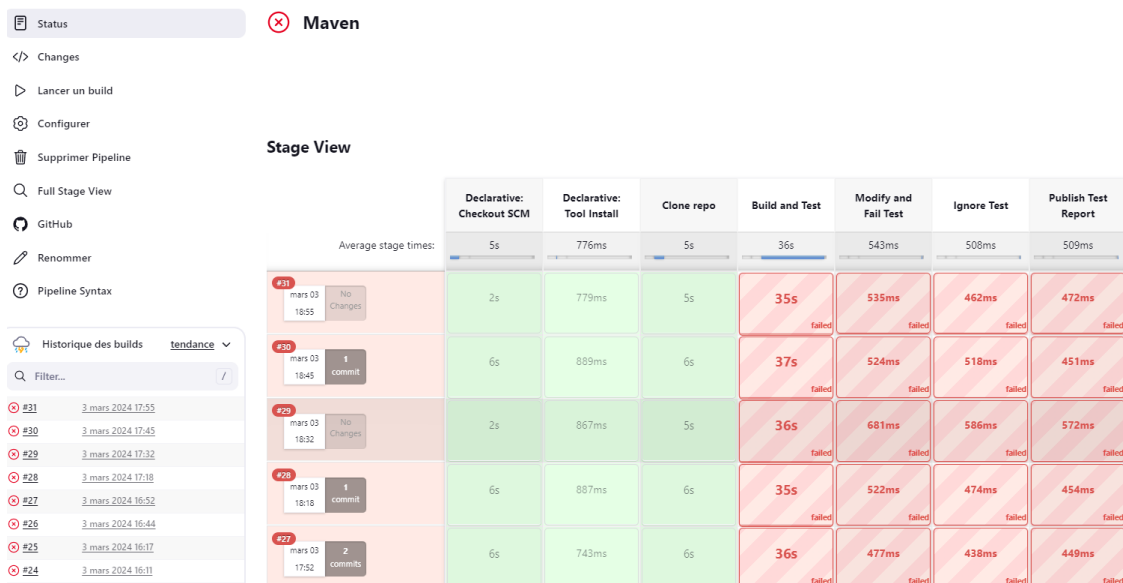 Status
Changes
Lancer un build
Configurer
Supprimer Pipeline
Full Stage View
GitHub
Renommer
Pipeline Syntax
Historique des builds tendance
Filter... /
#31 3 mars 2024 17:55
#30 3 mars 2024 17:45
#29 3 mars 2024 17:32
#28 3 mars 2024 17:18
#27 3 mars 2024 16:52
#26 3 mars 2024 16:44
#25 3 mars 2024 16:17
#24 3 mars 2024 16:11
Maven
Stage View
Declarative: Checkout SCM
Declarative: Tool Install
Clone repo
Build and Test
Modify and Fail Test
Ignore Test
Publish Test Report
Average stage times: 5s 776ms 5s 36s 543ms 508ms 509ms
#31
mars 03 18:55 No Changes
2s 779ms 5s 35s failed 535ms failed 462ms failed 472ms failed
#30
mars 03 18:45 1 commit
6s 889ms 6s 37s failed 524ms failed 518ms failed 451ms failed
#29
mars 03 18:32 No Changes
2s 867ms 5s 36s failed 681ms failed 586ms failed 572ms failed
#28
mars 03 18:18 1 commit
6s 887ms 6s 35s failed 522ms failed 474ms failed 454ms failed
#27
mars 03 17:52 2 commits
6s 743ms 6s 36s failed 477ms failed 438ms failed 449ms failed